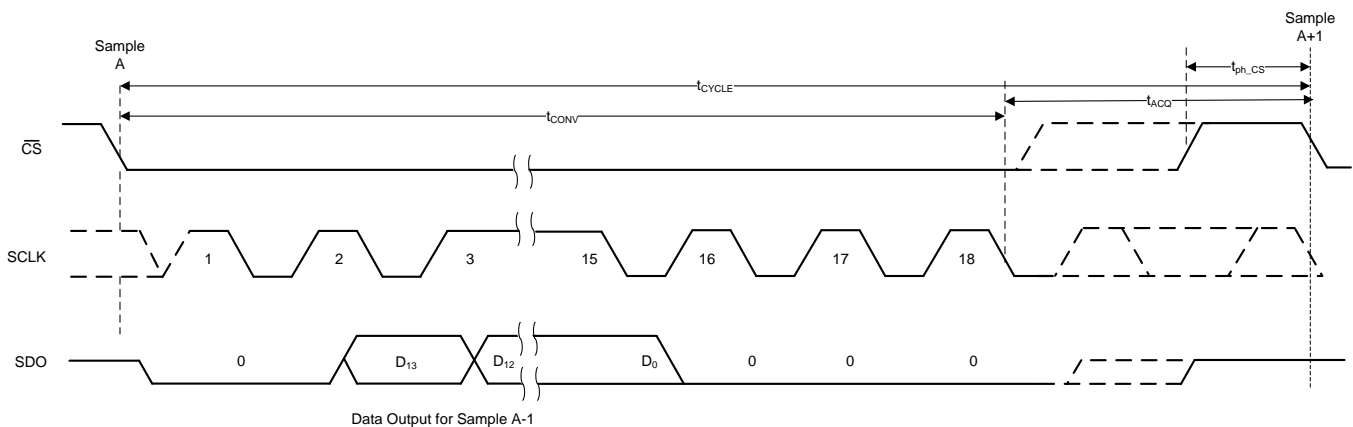 Sample
A
Sample
A+1
tph_CS
tCYCLE
tACQ
tCONV
CS
SCLK
1
2
3
15
16
17
18
SDO
0
D13
D12
D0
0
0
0
Data Output for Sample A-1